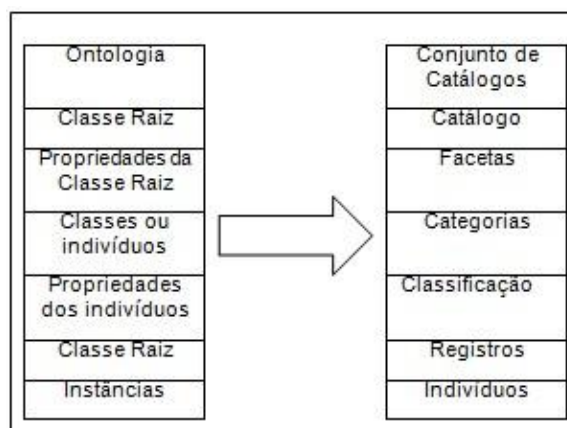 Ontologia
Classe Raiz
Propriedades da
Classe Raiz
Classes ou
indivíduos
Propriedades
dos indivíduos
Classe Raiz
Instâncias
Conjunto de
Catálogos
Catálogo
Facetas
Categorias
Classificação
Registros
Indivíduos